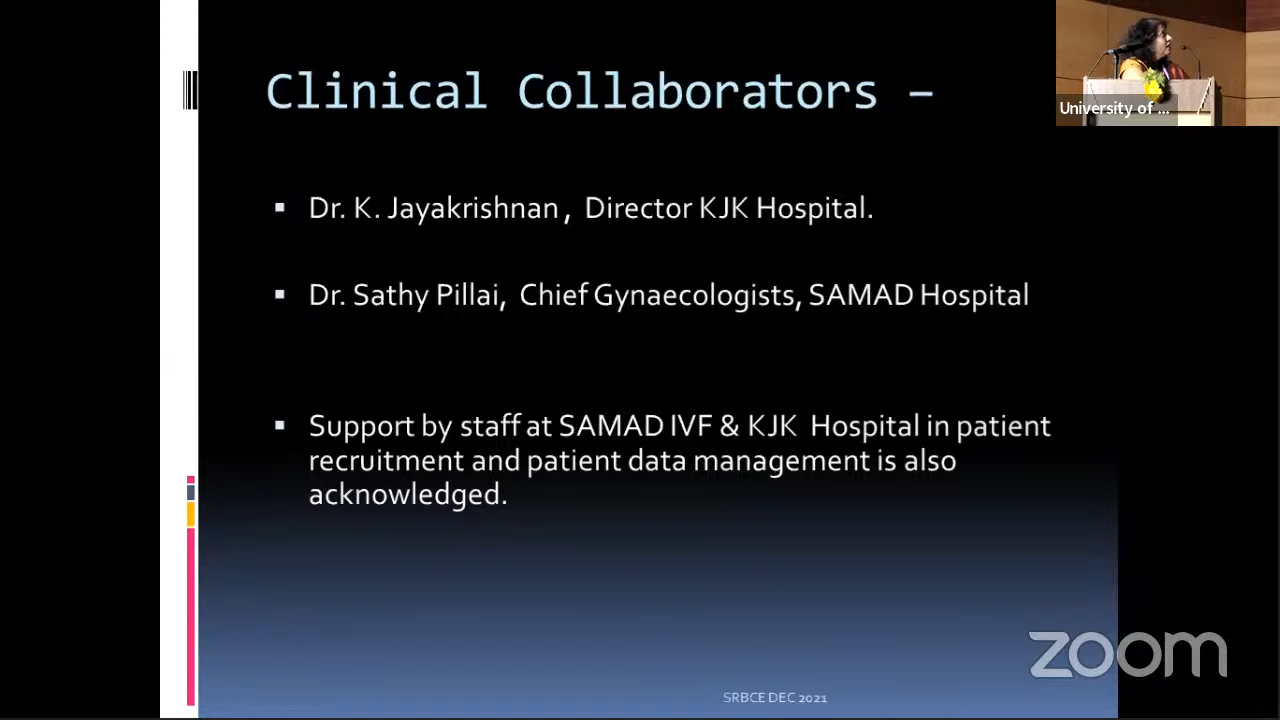 Clinical Collaborators –
University of ...
Dr. K. Jayakrishnan , Director KJK Hospital.
Dr. Sathy Pillai, Chief Gynaecologists, SAMAD Hospital
Support by staff at SAMAD IVF & KJK Hospital in patient
recruitment and patient data management is also
acknowledged.
zoom
SRBCE DEC 2021